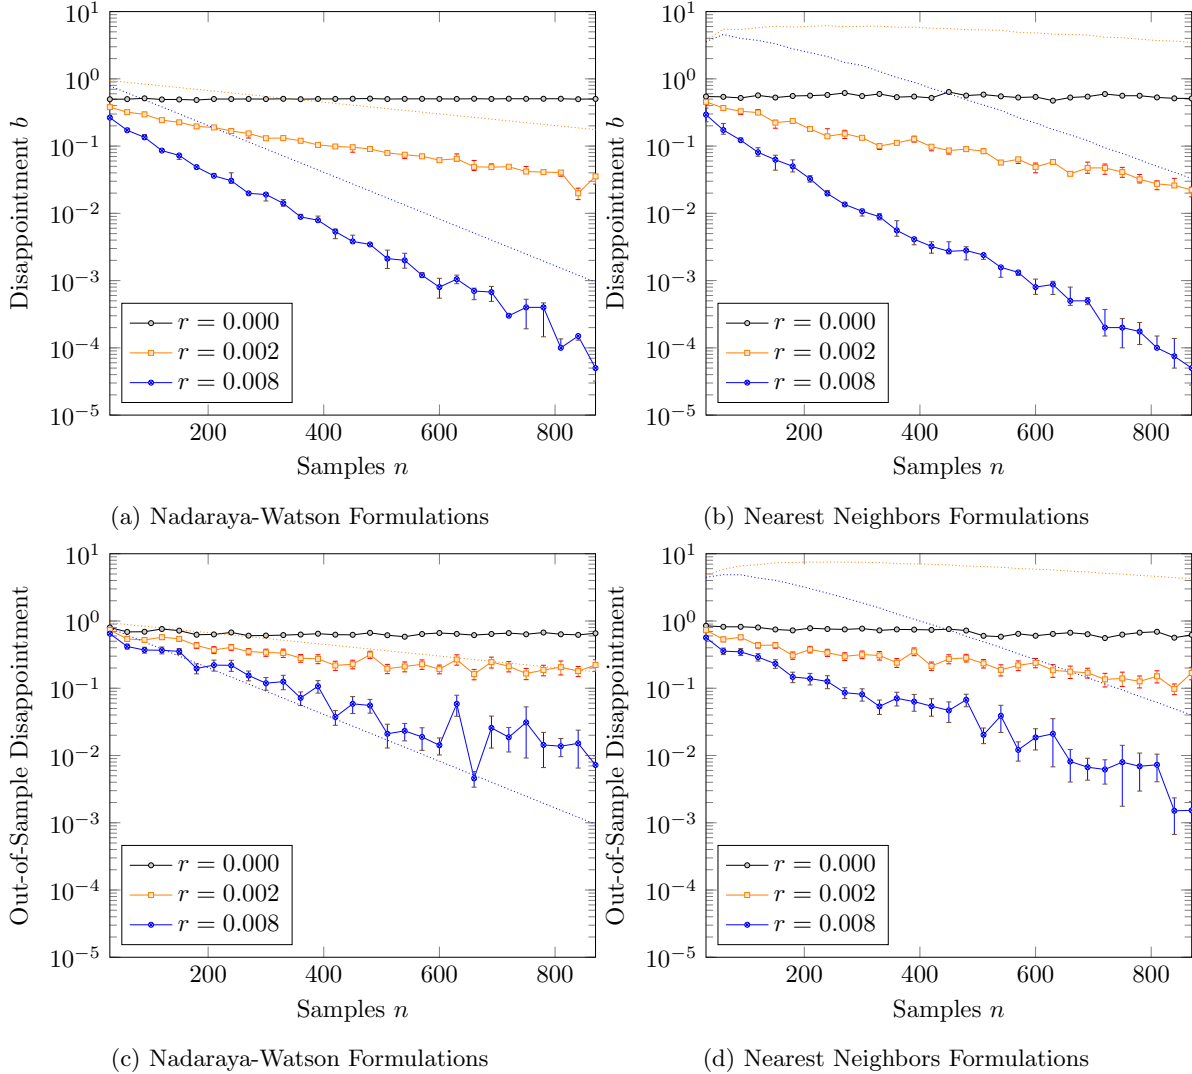 10^1
10^0
10^−1
10^−2
10^−3
10^−4
10^−5
Disappointment b
r = 0.000
r = 0.002
r = 0.008
200 400 600 800
Samples n
(a) Nadaraya-Watson Formulations
10^1
10^0
10^−1
10^−2
10^−3
10^−4
10^−5
Disappointment b
r = 0.000
r = 0.002
r = 0.008
200 400 600 800
Samples n
(b) Nearest Neighbors Formulations
10^1
10^0
10^−1
10^−2
10^−3
10^−4
10^−5
Out-of-Sample Disappointment
r = 0.000
r = 0.002
r = 0.008
200 400 600 800
Samples n
(c) Nadaraya-Watson Formulations
10^1
10^0
10^−1
10^−2
10^−3
10^−4
10^−5
Out-of-Sample Disappointment
r = 0.000
r = 0.002
r = 0.008
200 400 600 800
Samples n
(d) Nearest Neighbors Formulations